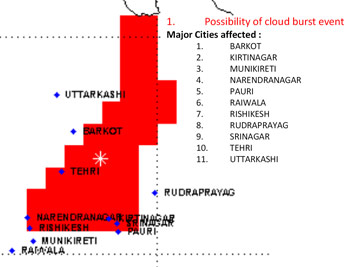 1. Possibility of cloud burst event
Major Cities affected :
1. BARKOT
2. KIRTINAGAR
3. MUNIKIRETI
4. NARENDRANAGAR
5. PAURI
6. RAIWALA
7. RISHIKESH
8. RUDRAPRAYAG
9. SRINAGAR
10. TEHRI
11. UTTARKASHI
UTTARKASHI
BARKOT
TEHRI
RUDRAPRAYAG
NARENDRANAGAR KIRTINAGAR
SRINAGAR
RISHIKESH
PAURI
MUNIKIRETI
RAIWALA